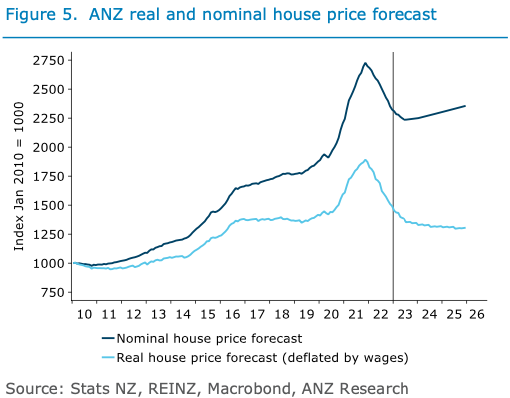 Figure 5. ANZ real and nominal house price forecast
Index Jan 2010 = 1000
2750
2500
2250
2000
1750
1500
1250
1000
750
10 11 12 13 14 15 16 17 18 19 20 21 22 23 24 25 26
Nominal house price forecast
Real house price forecast (deflated by wages)
Source: Stats NZ, REINZ, Macrobond, ANZ Research